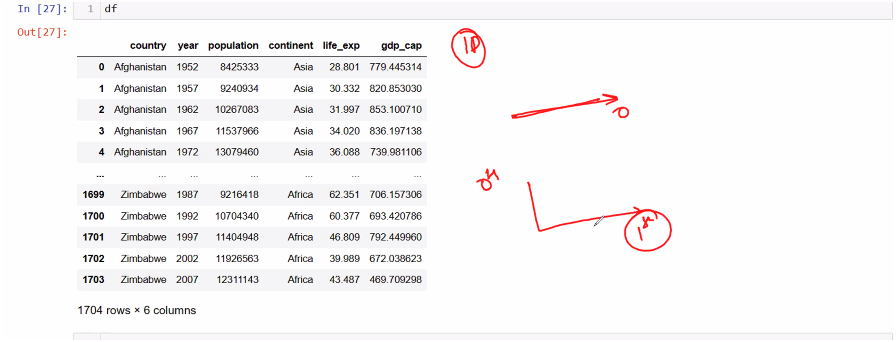 In [27]: 1 df
Out[27]:
country year population continent life_exp gdp_cap
0 Afghanistan 1952 8425333 Asia 28.801 779.445314
1 Afghanistan 1957 9240934 Asia 30.332 820.853030
2 Afghanistan 1962 10267083 Asia 31.997 853.100710
3 Afghanistan 1967 11537966 Asia 34.020 836.197138
4 Afghanistan 1972 13079460 Asia 36.088 739.981106
... ... ... ... ... ... ...
1699 Zimbabwe 1987 9216418 Africa 62.351 706.157306
1700 Zimbabwe 1992 10704340 Africa 60.377 693.420786
1701 Zimbabwe 1997 11404948 Africa 46.809 792.449960
1702 Zimbabwe 2002 11926563 Africa 39.989 672.038623
1703 Zimbabwe 2007 12311143 Africa 43.487 469.709298
1704 rows × 6 columns
1D
0